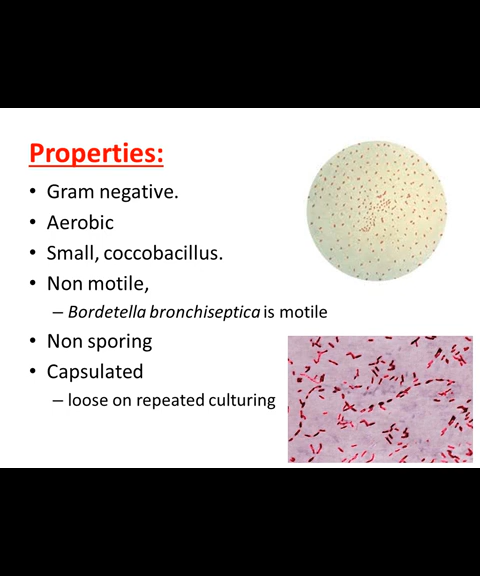 Properties:
• Gram negative.
• Aerobic
• Small, coccobacillus.
• Non motile,
– Bordetella bronchiseptica is motile
• Non sporing
• Capsulated
– loose on repeated culturing